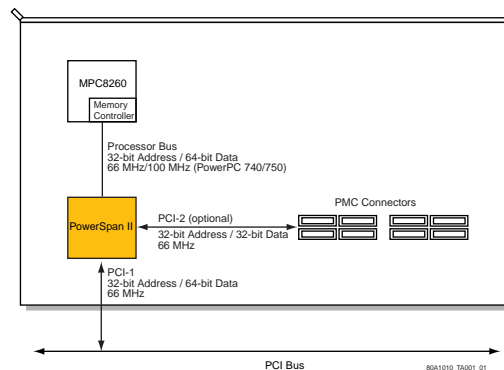 MPC8260
Memory
Controller
Processor Bus
32-bit Address / 64-bit Data
66 MHz/100 MHz (PowerPC 740/750)
PowerSpan II
PCI-2 (optional)
32-bit Address / 32-bit Data
66 MHz
PMC Connectors
PCI-1
32-bit Address / 64-bit Data
66 MHz
PCI Bus
80A1010_TA001_01